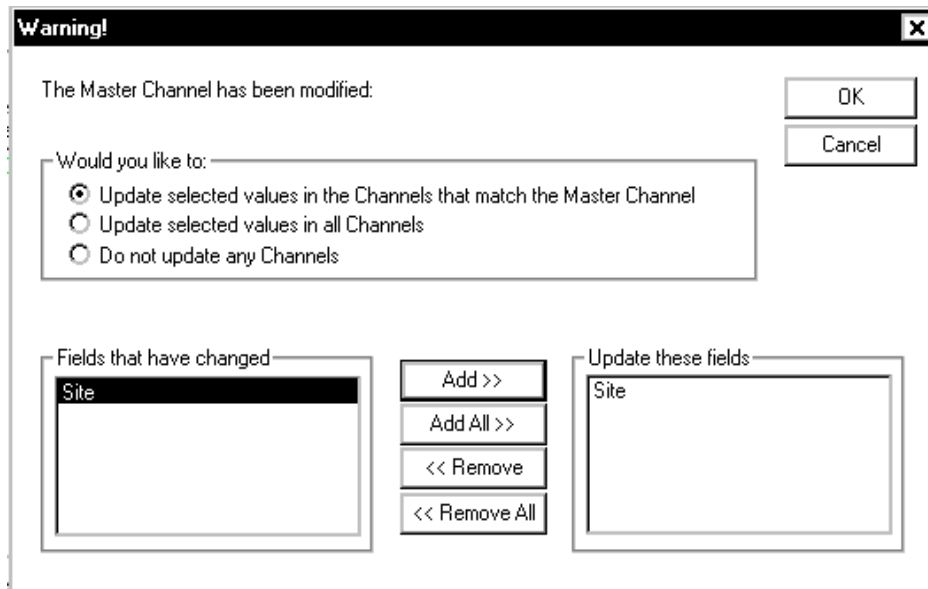 Warning!
The Master Channel has been modified:
OK
Cancel
Would you like to:
Update selected values in the Channels that match the Master Channel
Update selected values in all Channels
Do not update any Channels
Fields that have changed
Site
Add >>
Add All >>
<< Remove
<< Remove All
Update these fields
Site